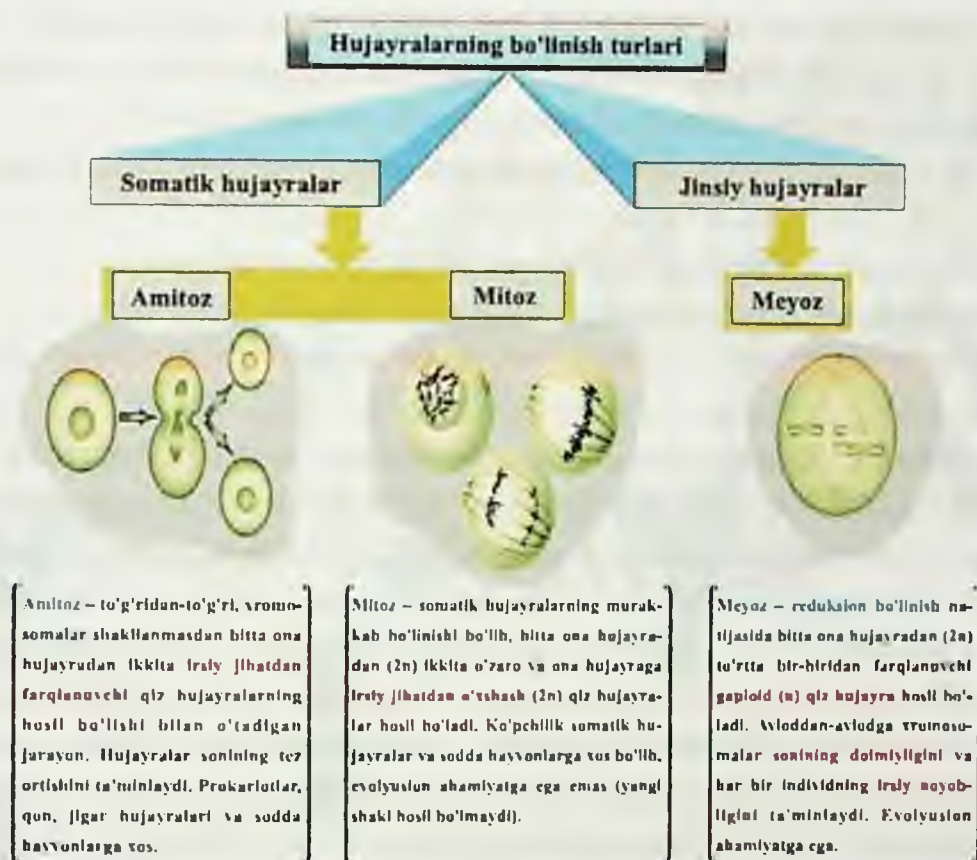 Hujayralarning bo'linish turlari
Somatik hujayralar
Jinsiy hujayralar
Amitoz
Mitoz
Meyoz
Amitoz – to'g'ridan-to'g'ri, xromo-
somalar shakllanmasdan bitta ona
hujayradan ikkita irsiy jihatdan
farqlanuvchi qiz hujayralarning
hosil bo'lishi bilan o'tadigan
jarayon. Hujayralar sonining tez
ortishini ta'minlaydi. Prokariotlar,
qon, jigar hujayralari va sodda
hayvonlarga xos.
Mitoz – somatik hujayralarning murak-
kab bo'linishi bo'lib, bitta ona hujayra-
dan (2n) ikkita o'zaro va ona hujayraga
irsiy jihatdan o'xshash (2n) qiz hujayra-
lar hosil bo'ladi. Ko'pchilik somatik hu-
jayralar va sodda hayvonlarga xos bo'lib,
evolyusion ahamiyatga ega emas (yangi
shakl hosil bo'lmaydi).
Meyoz – reduksion bo'linish na-
tijasida bitta ona hujayradan (2n)
to'rtta bir-biridan farqlanuvchi
gaploid (n) qiz hujayra hosil bo'-
ladi. Avloddan-avlodga xromoso-
malar sonining doimiyligini va
har bir individning irsiy noyob-
ligini ta'minlaydi. Evolyusion
ahamiyatga ega.